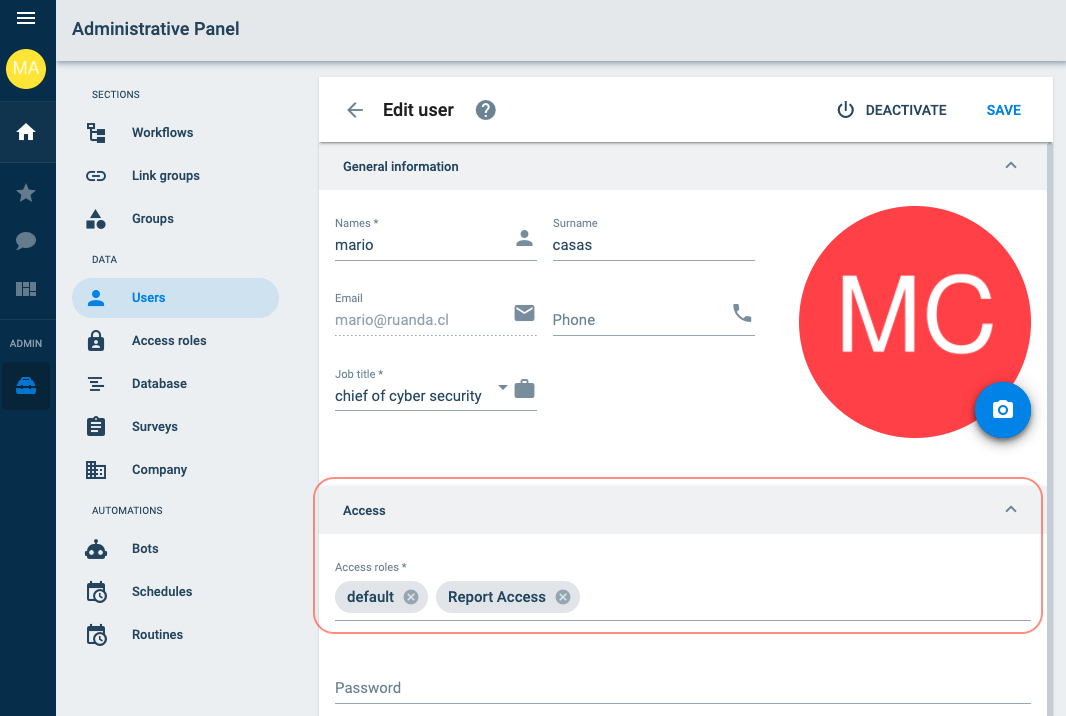 Administrative Panel
MA
ADMIN
SECTIONS
Workflows
Link groups
Groups
DATA
Users
Access roles
Database
Surveys
Company
AUTOMATIONS
Bots
Schedules
Routines
Edit user
?
DEACTIVATE
SAVE
General information
Names *
mario
Surname
casas
Email
mario@ruanda.cl
Phone
Job title *
chief of cyber security
MC
Access
Access roles *
default
Report Access
Password